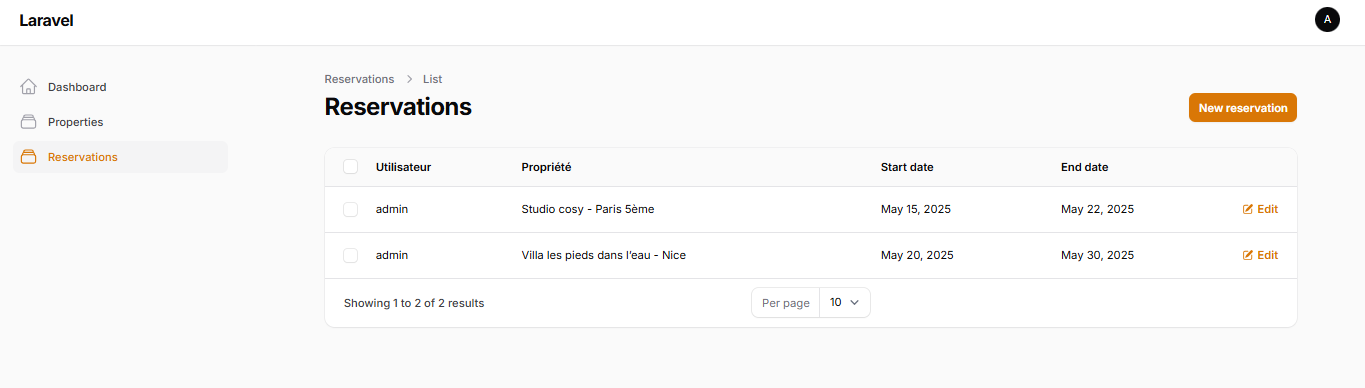 Laravel
A
Dashboard
Properties
Reservations
Reservations > List
Reservations
New reservation
Utilisateur Propriété Start date End date
admin Studio cosy - Paris 5ème May 15, 2025 May 22, 2025 Edit
admin Villa les pieds dans l'eau - Nice May 20, 2025 May 30, 2025 Edit
Showing 1 to 2 of 2 results Per page 10